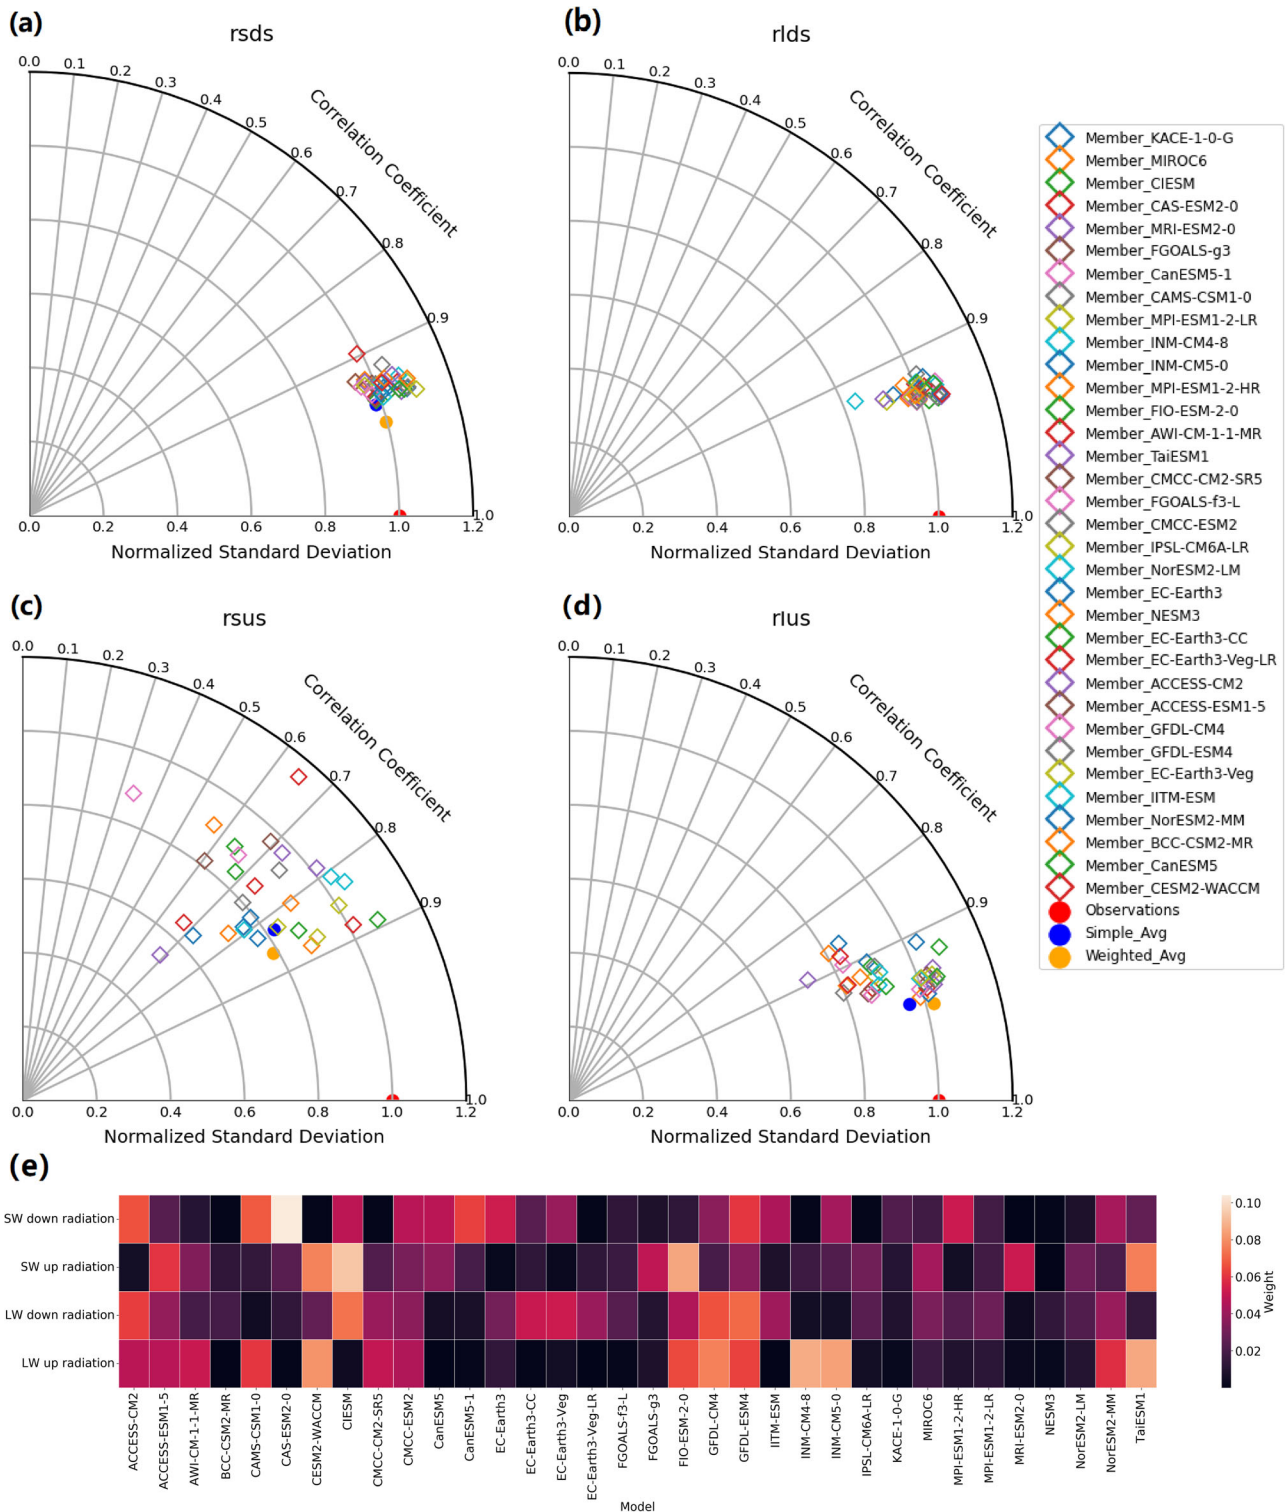 (a)
rsds
0.0
0.1
0.2
0.3
0.4
0.5
0.6
0.7
0.8
0.9
1.0
Correlation Coefficient
0.0 0.2 0.4 0.6 0.8 1.0 1.2
Normalized Standard Deviation
(b)
rlds
0.0
0.1
0.2
0.3
0.4
0.5
0.6
0.7
0.8
0.9
1.0
Correlation Coefficient
0.0 0.2 0.4 0.6 0.8 1.0 1.2
Normalized Standard Deviation
Member_KACE-1-0-G
Member_MIROC6
Member_CIESM
Member_CAS-ESM2-0
Member_MRI-ESM2-0
Member_FGOALS-g3
Member_CanESM5-1
Member_CAMS-CSM1-0
Member_MPI-ESM1-2-LR
Member_INM-CM4-8
Member_INM-CM5-0
Member_MPI-ESM1-2-HR
Member_FIO-ESM-2-0
Member_AWI-CM-1-1-MR
Member_TaiESM1
Member_CMCC-CM2-SR5
Member_FGOALS-f3-L
Member_CMCC-ESM2
Member_IPSL-CM6A-LR
Member_NorESM2-LM
Member_EC-Earth3
Member_NESM3
Member_EC-Earth3-CC
Member_EC-Earth3-Veg-LR
Member_ACCESS-CM2
Member_ACCESS-ESM1-5
Member_GFDL-CM4
Member_GFDL-ESM4
Member_EC-Earth3-Veg
Member_IITM-ESM
Member_NorESM2-MM
Member_BCC-CSM2-MR
Member_CanESM5
Member_CESM2-WACCM
Observations
Simple_Avg
Weighted_Avg
(c)
rsus
0.0
0.1
0.2
0.3
0.4
0.5
0.6
0.7
0.8
0.9
1.0
Correlation Coefficient
0.0 0.2 0.4 0.6 0.8 1.0 1.2
Normalized Standard Deviation
(d)
rlus
0.0
0.1
0.2
0.3
0.4
0.5
0.6
0.7
0.8
0.9
1.0
Correlation Coefficient
0.0 0.2 0.4 0.6 0.8 1.0 1.2
Normalized Standard Deviation
(e)
SW down radiation
SW up radiation
LW down radiation
LW up radiation
ACCESS-CM2
ACCESS-ESM1-5
AWI-CM-1-1-MR
BCC-CSM2-MR
CAMS-CSM1-0
CAS-ESM2-0
CESM2-WACCM
CIESM
CMCC-CM2-SR5
CMCC-ESM2
CanESM5
CanESM5-1
EC-Earth3
EC-Earth3-CC
EC-Earth3-Veg
EC-Earth3-Veg-LR
FGOALS-f3-L
FGOALS-g3
FIO-ESM-2-0
GFDL-CM4
GFDL-ESM4
IITM-ESM
INM-CM4-8
INM-CM5-0
IPSL-CM6A-LR
KACE-1-0-G
MIROC6
MPI-ESM1-2-HR
MPI-ESM1-2-LR
MRI-ESM2-0
NESM3
NorESM2-LM
NorESM2-MM
TaiESM1
Model
0.10
0.08
0.06
0.04
0.02
Weight